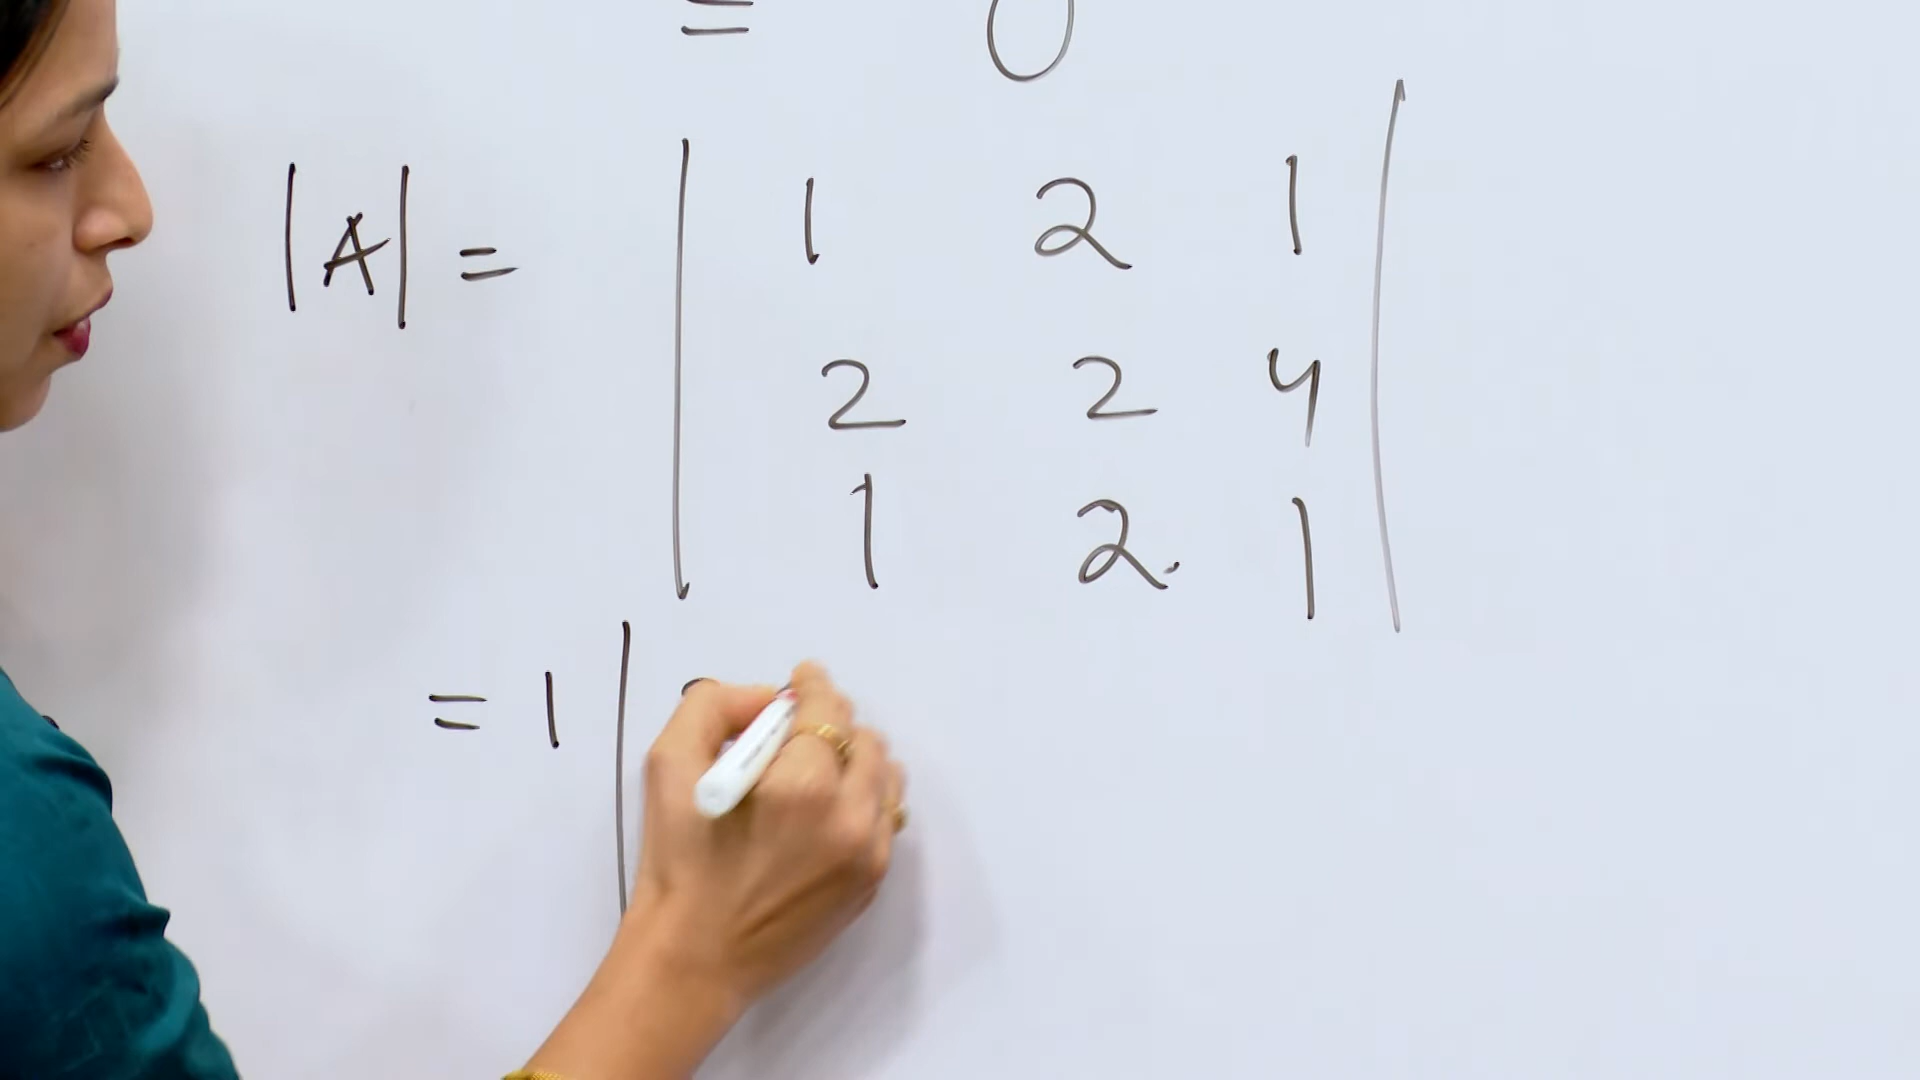 = 0
|A| = | 1 2 1 |
| 2 2 4 |
| 1 2. 1 |
= 1 |